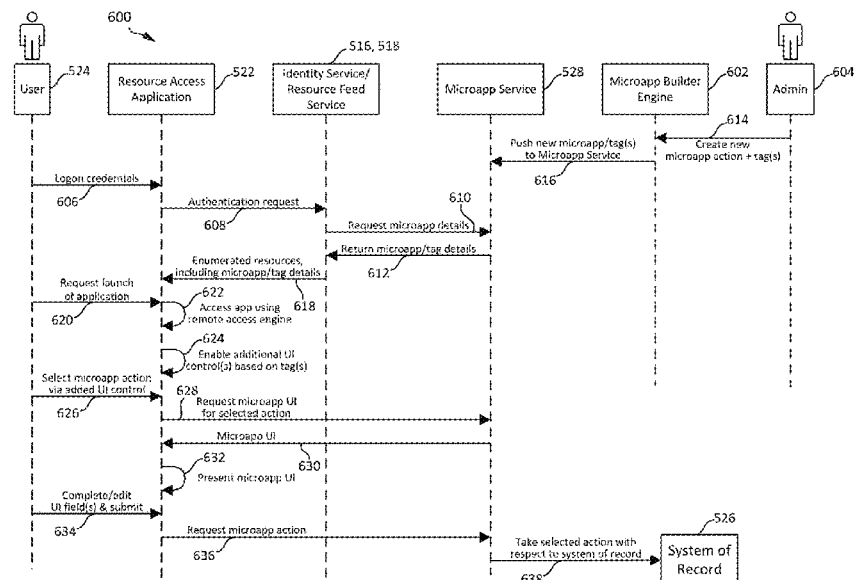 600
524
522
516, 518
528
602
604
User
Resource Access
Application
Identity Service/
Resource Feed
Service
Microapp Service
Microapp Builder
Engine
Admin
614
Create new
microapp action + tag(s)
Push new microapp/tag(s)
to Microapp Service
616
Logon credentials
606
Authentication request
608
610
Request microapp details
Return microapp/tag details
612
Enumerated resources,
including microapp/tag details
618
Request launch
of application
620
622
Access app using
remote access engine
624
Enable additional UI
control(s) based on tag(s)
Select microapp action
via added UI control
626
628
Request microapp UI
for selected action
Microapp UI
630
632
Present microapp UI
Complete/edit
UI field(s) & submit
634
Request microapp action
636
Take selected action with
respect to system of record
638
526
System of
Record